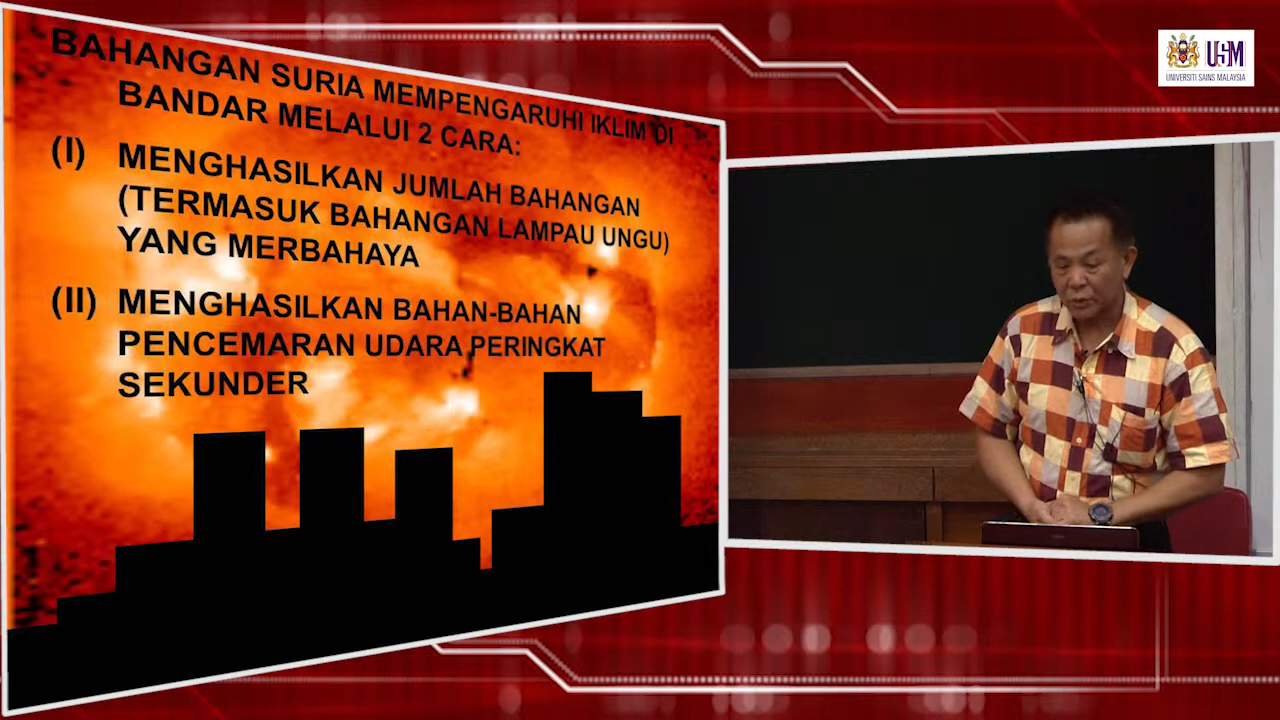 BAHANGAN SURIA MEMPENGARUHI IKLIM DI
BANDAR MELALUI 2 CARA:
(I) MENGHASILKAN JUMLAH BAHANGAN
(TERMASUK BAHANGAN LAMPAU UNGU)
YANG MERBAHAYA
(II) MENGHASILKAN BAHAN-BAHAN
PENCEMARAN UDARA PERINGKAT
SEKUNDER
USM
UNIVERSITI SAINS MALAYSIA